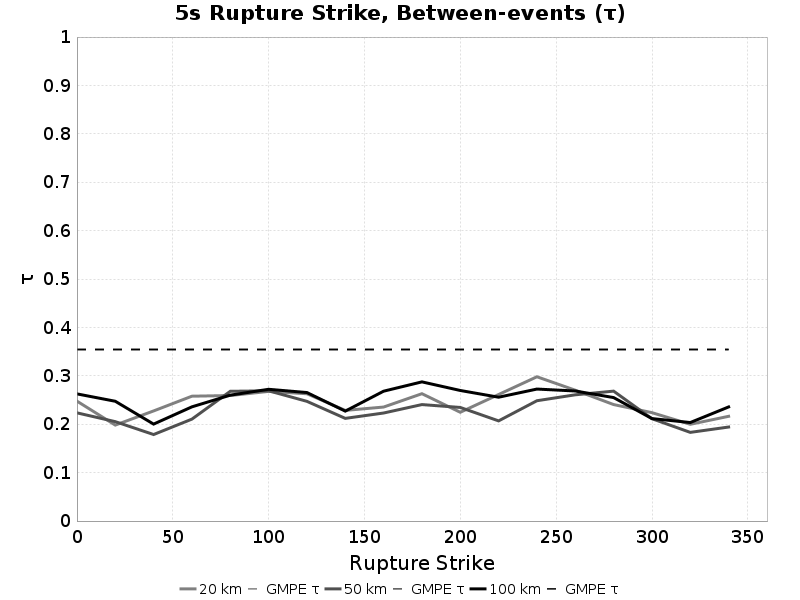 5s Rupture Strike, Between-events (τ)
1
0.9
0.8
0.7
0.6
0.5
0.4
0.3
0.2
0.1
0
τ
0 50 100 150 200 250 300 350
Rupture Strike
20 km GMPE τ 50 km GMPE τ 100 km GMPE τ